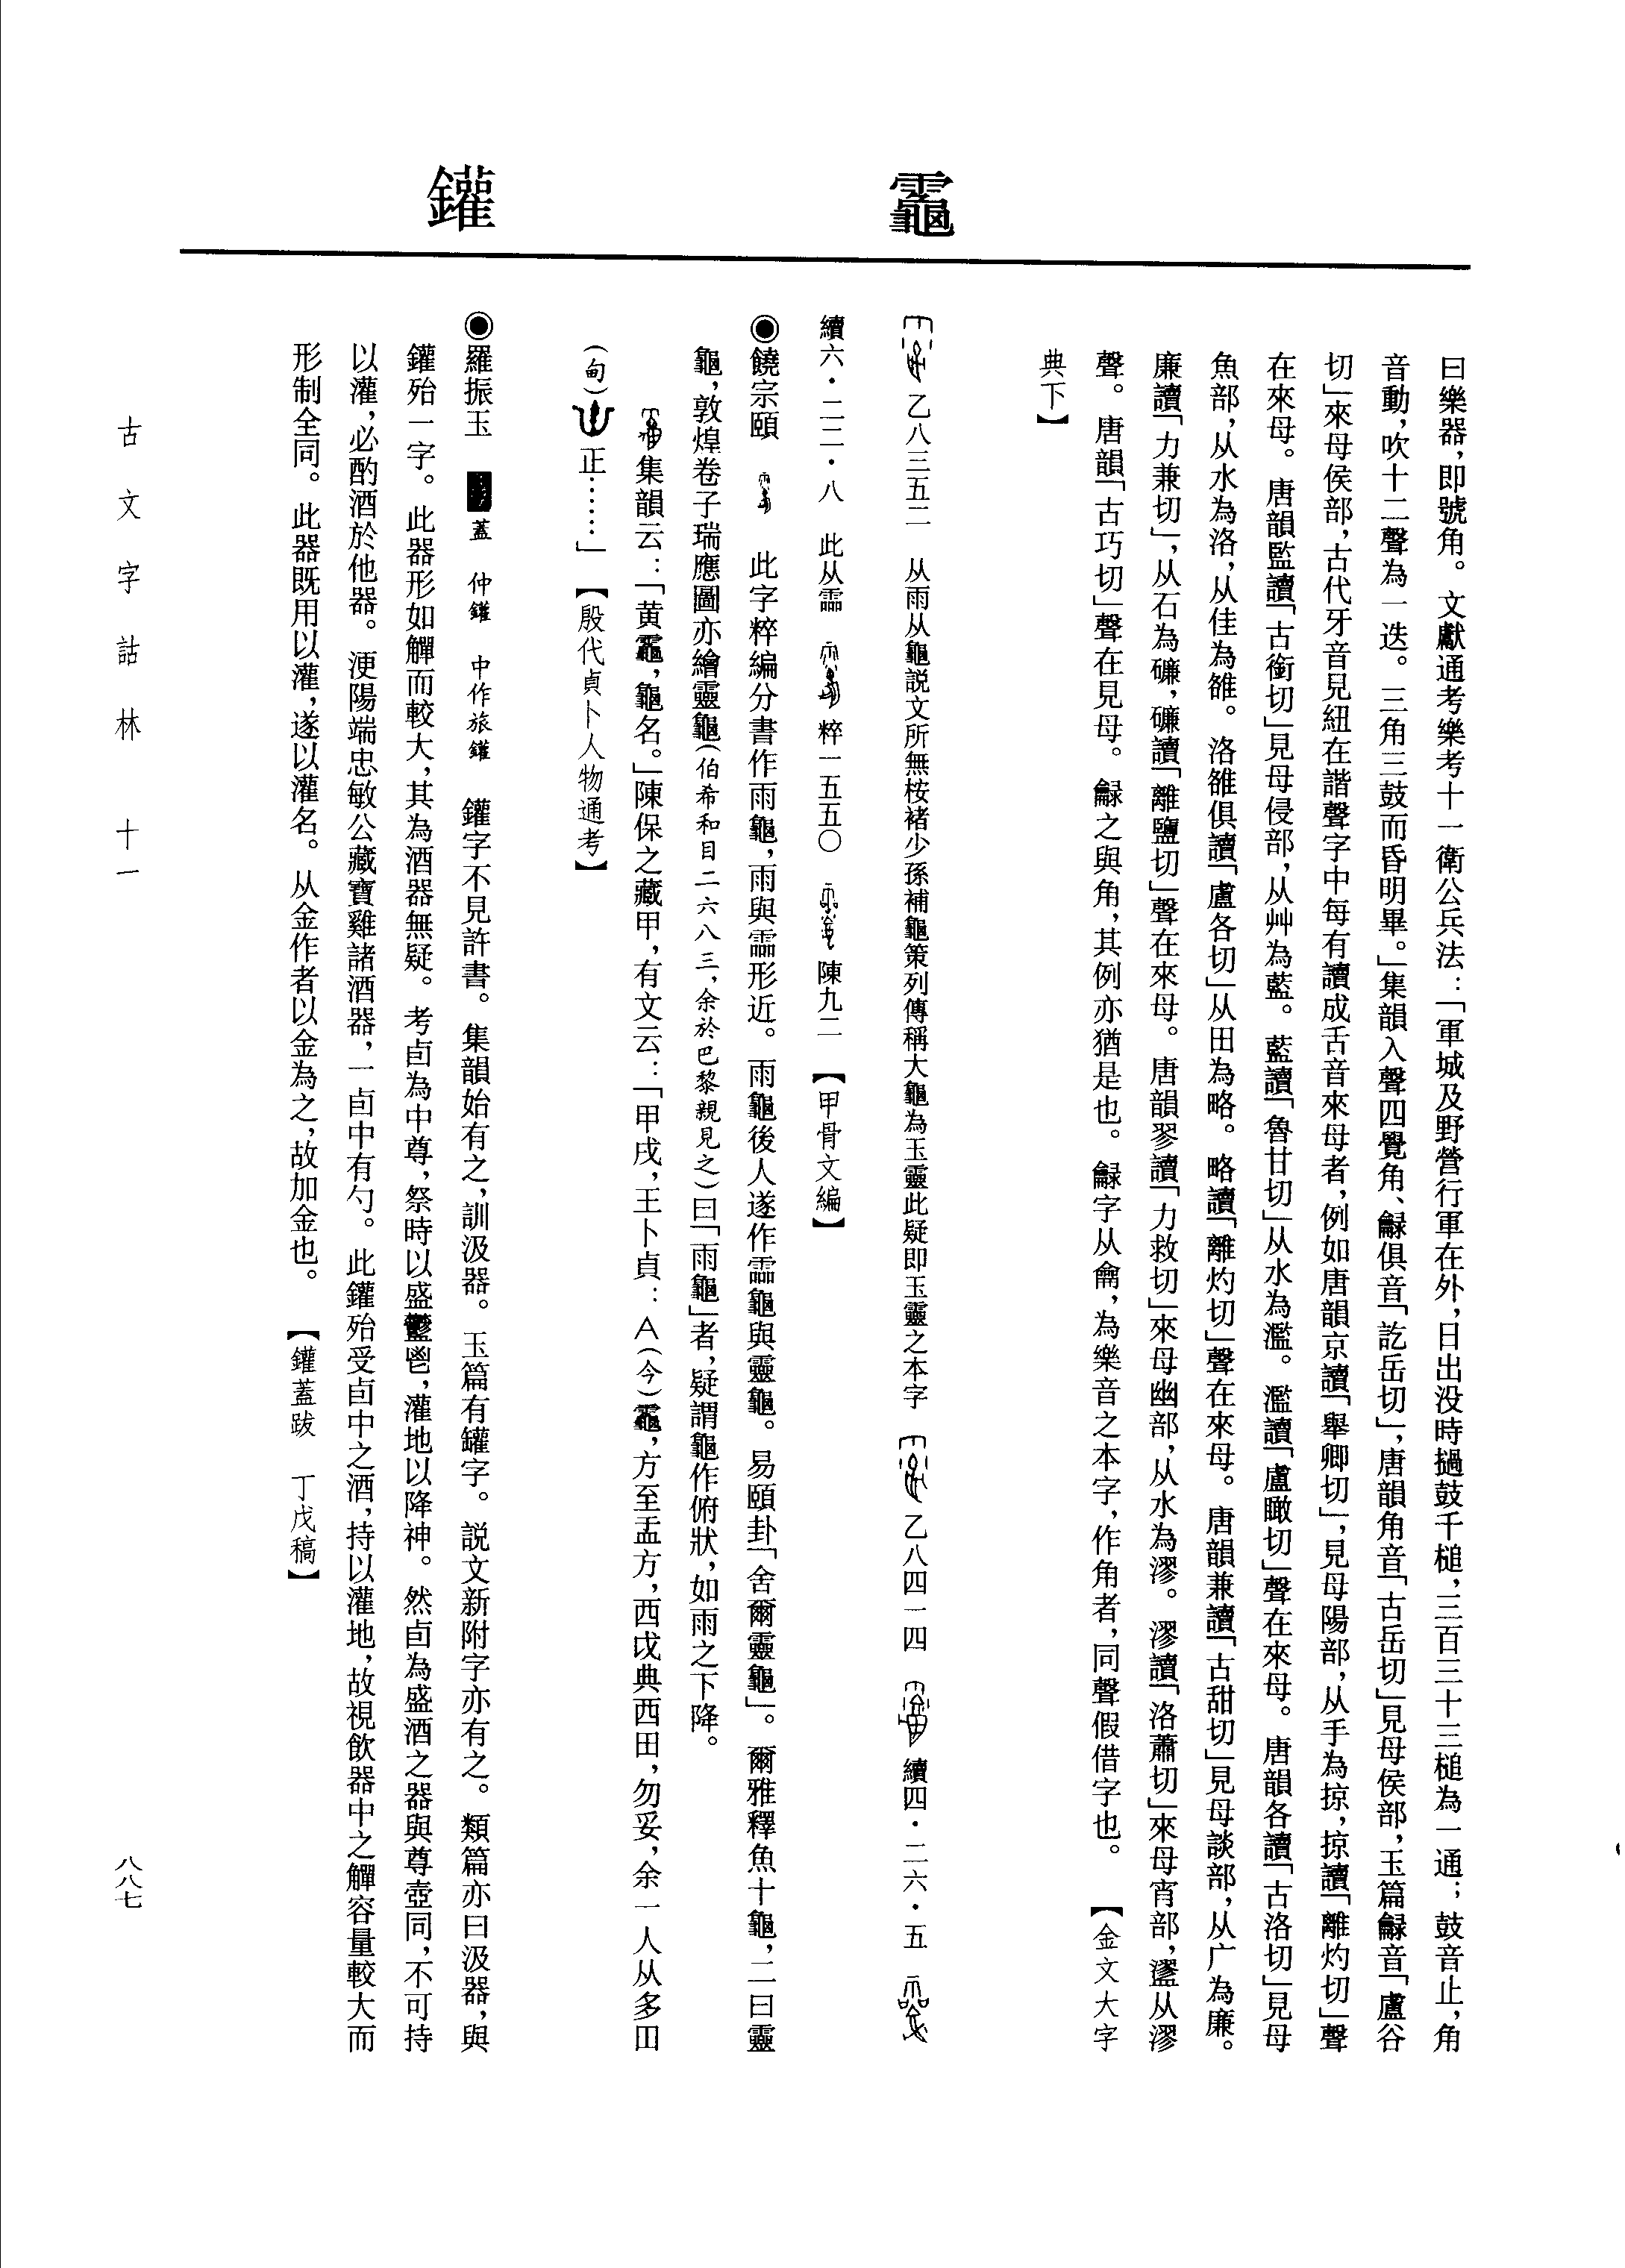 曰樂器，即號角。文獻通考樂考十一衛公兵法：「軍城及野營行軍在外，日出没時撾鼓千槌，三百三十三槌為一通；鼓音止，角
音動，吹十二聲為一迭。三角三鼓而昏明畢。」集韻入聲四覺角、龣俱音「訖岳切」，唐韻角音「古岳切」見母侯部，玉篇龣音「盧谷
切」來母侯部，古代牙音見紐在諧聲字中每有讀成舌音來母者，例如唐韻京讀「舉卿切」，見母陽部，从手為掠，掠讀「離灼切」聲
在來母。唐韻監讀「古銜切」見母侵部，从艸為藍。藍讀「魯甘切」从水為濫。濫讀「盧瞰切」聲在來母。唐韻各讀「古洛切」見母
魚部，从水為洛，从佳為雒。洛雒俱讀「盧各切」从田為略。略讀「離灼切」聲在來母。唐韻兼讀「古甜切」見母談部，从广為廉。
廉讀「力兼切」，从石為磏，磏讀「離鹽切」聲在來母。唐韻翏讀「力救切」來母幽部，从水為漻。漻讀「洛蕭切」來母宵部，从漻
聲。唐韻「古巧切」聲在見母。龣之與角，其例亦猶是也。龣字从龠，為樂音之本字，作角者，同聲假借字也。【金文大字
典下】
龗
乙八三五二　从雨从龜説文所無桉褚少孫補龜策列傳稱大龜為玉靈此疑即玉靈之本字　乙八四一四　續四·二六·五
續六·二二·八　此从霝　粹一五五〇　陳九二　【甲骨文編】
◉饒宗頤　此字粹編分書作雨龜，雨與霝形近。雨龜後人遂作霝龜與靈龜。易頤卦「舍爾靈龜」。爾雅釋魚十龜，二曰靈
龜，敦煌卷子瑞應圖亦繪靈龜（伯希和目二六八三，余於巴黎親見之）曰「雨龜」者，疑謂龜作俯狀，如雨之下降。
集韻云：「黄䨊，龜名。」陳保之藏甲，有文云：「甲戌，王卜貞：A（今）䨊，方至盂方，西戉典西田，勿妥，余一人从多田
（甸）正……」【殷代貞卜人物通考】
鑵
◉羅振玉　蓋　仲鑵　中作旅鑵　鑵字不見許書。集韻始有之，訓汲器。玉篇有罐字。説文新附字亦有之。類篇亦曰汲器，與
鑵殆一字。此器形如觶而較大，其為酒器無疑。考卣為中尊，祭時以盛鬱鬯，灌地以降神。然卣為盛酒之器與尊壺同，不可持
以灌，必酌酒於他器。浭陽端忠敏公藏寶雞諸酒器，一卣中有勺。此鑵殆受卣中之酒，持以灌地，故視飲器中之觶容量較大而
形制全同。此器既用以灌，遂以灌名。从金作者以金為之，故加金也。【鑵蓋跋　丁戊稿】
古文字詁林　十一
八八七